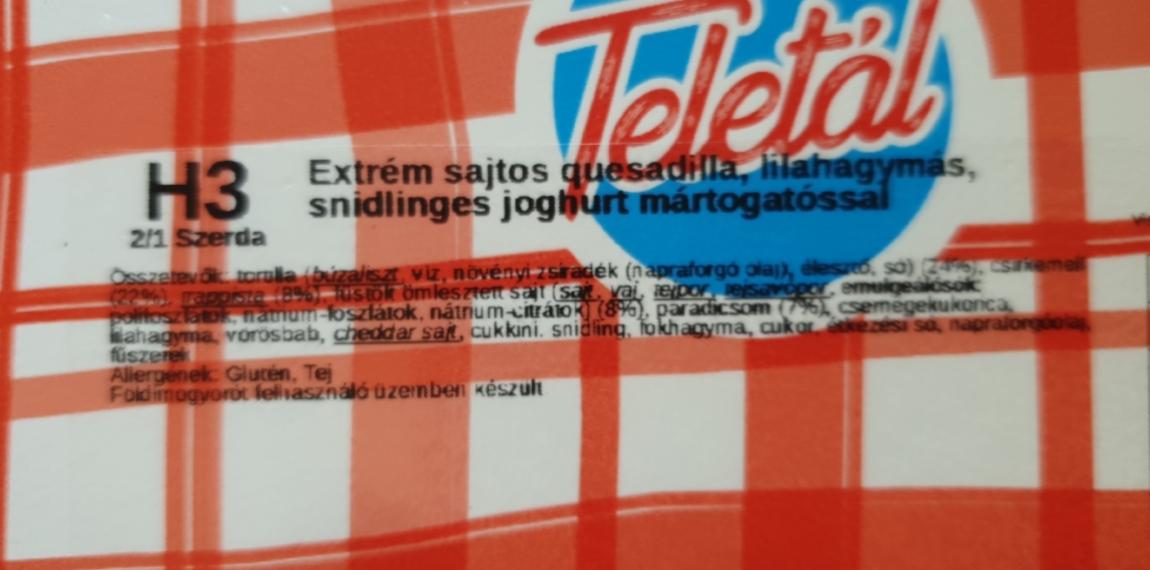 Teletál
H3
Extrém sajtos quesadilla, lilahagymás,
snidlinges joghurt mártogatóssal
2/1 Szerda
Összetevők: tortilla (búzaliszt, víz, növényi zsiradék (napraforgó olaj), élesztő, só) (24%), csirkemell
(22%), trappista (8%), füstölt ömlesztett sajt (sajt, vaj, tejpor, tejsavópor, emulgeálósók:
polifoszfátok, nátrium-foszfátok, nátrium-citrátok) (8%), paradicsom (7%), csemegekukorica,
lilahagyma, vörösbab, cheddar sajt, cukkini, snidling, fokhagyma, cukor, étkezési só, napraforgóolaj,
fűszerek
Allergének: Glutén, Tej
Földimogyorót felhasználó üzemben készült